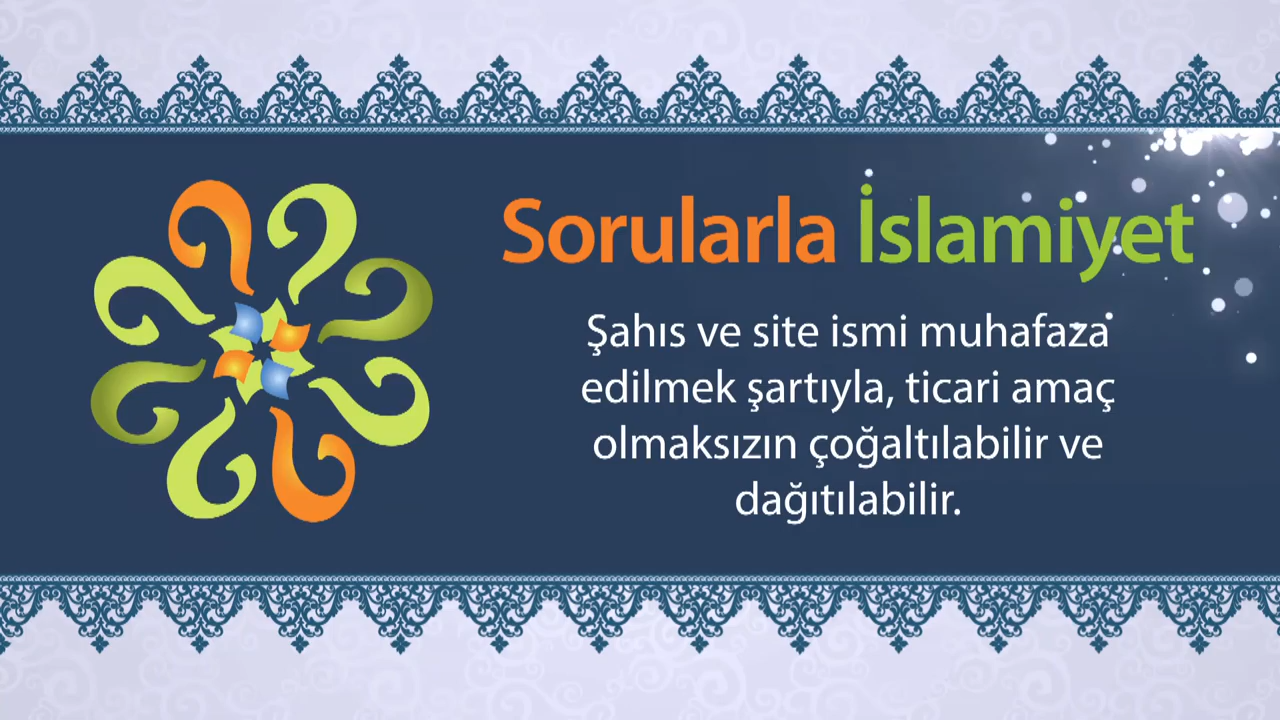 Sorularla İslamiyet
Şahıs ve site ismi muhafaza
edilmek şartıyla, ticari amaç
olmaksızın çoğaltılabilir ve
dağıtılabilir.